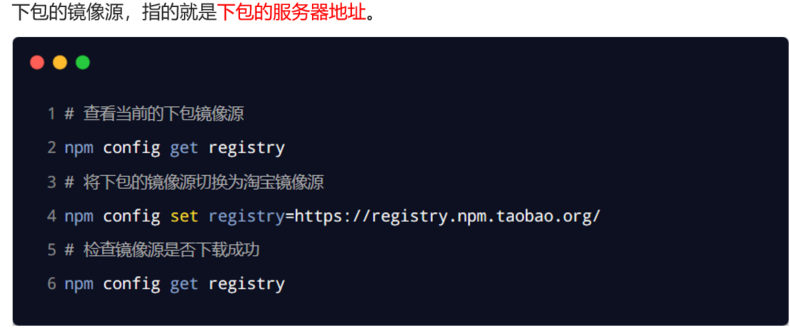 下包的镜像源，指的就是下包的服务器地址。
1 # 查看当前的下包镜像源
2 npm config get registry
3 # 将下包的镜像源切换为淘宝镜像源
4 npm config set registry=https://registry.npm.taobao.org/
5 # 检查镜像源是否下载成功
6 npm config get registry